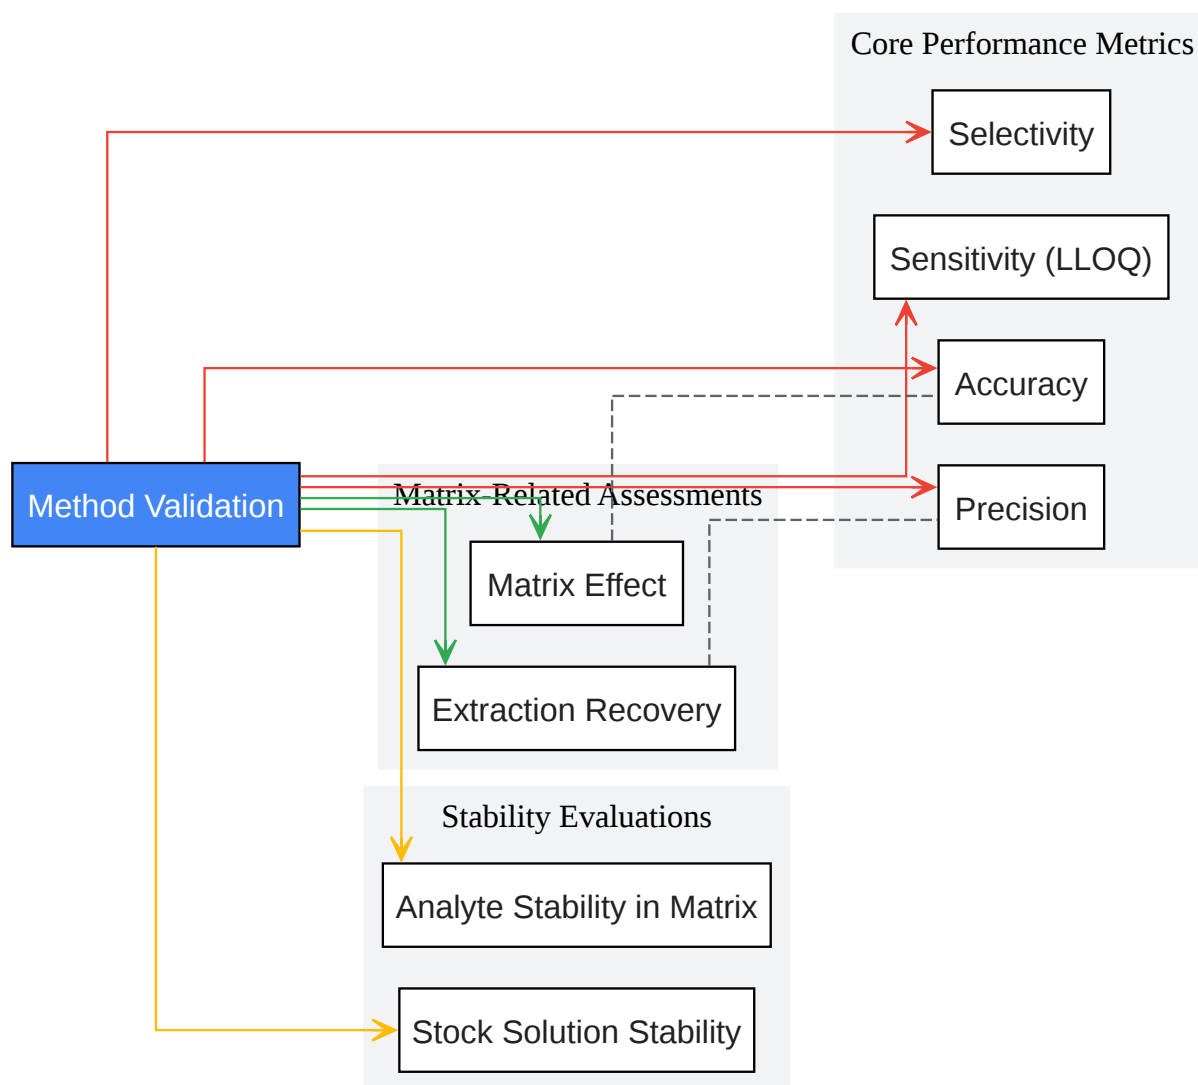 Core Performance Metrics
Selectivity
Sensitivity (LLOQ)
Accuracy
Precision
Method Validation
Matrix-Related Assessments
Matrix Effect
Extraction Recovery
Stability Evaluations
Analyte Stability in Matrix
Stock Solution Stability